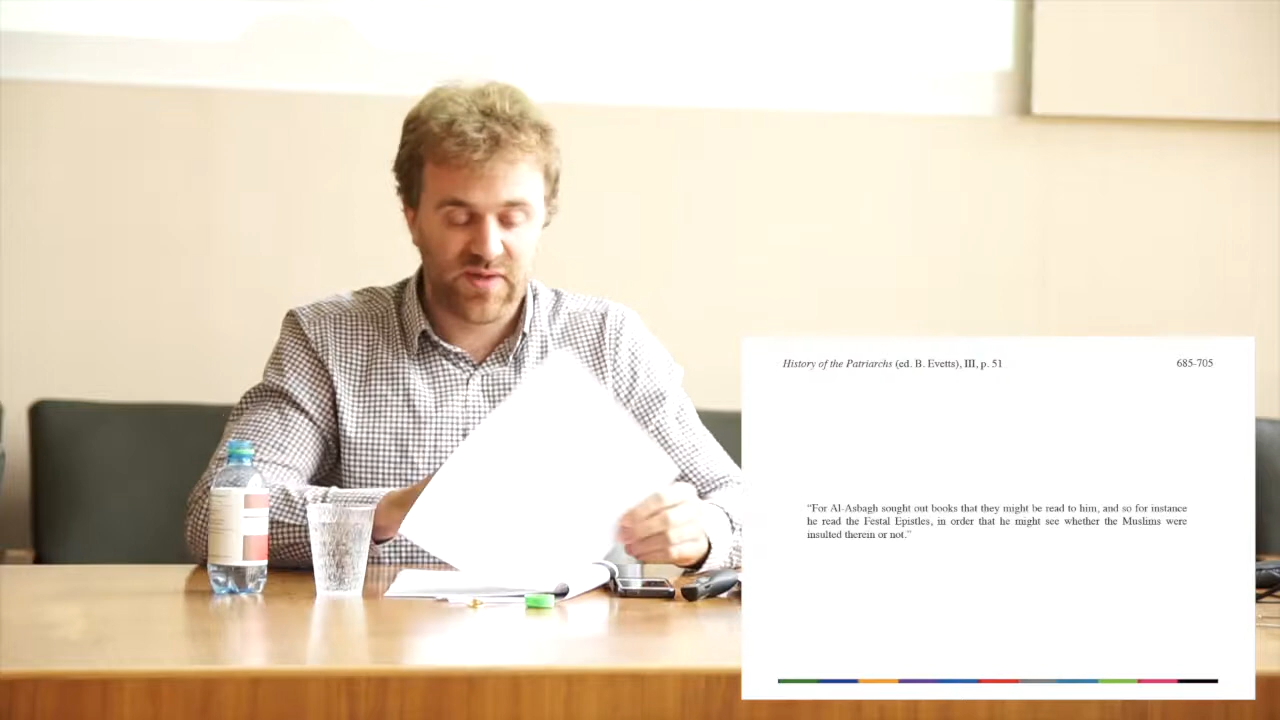 History of the Patriarchs (ed. B. Evetts), III, p. 51 685-705
“For Al-Asbagh sought out books that they might be read to him, and so for instance
he read the Festal Epistles, in order that he might see whether the Muslims were
insulted therein or not.”